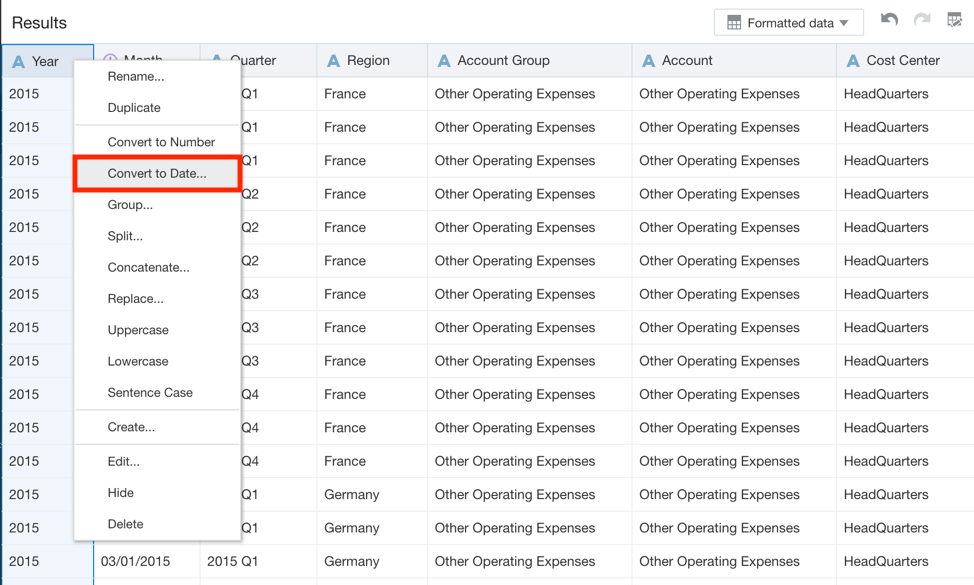 Results
Formatted data
Year Month Quarter Region Account Group Account Cost Center
2015 Q1 France Other Operating Expenses Other Operating Expenses HeadQuarters
2015 Q1 France Other Operating Expenses Other Operating Expenses HeadQuarters
2015 Q1 France Other Operating Expenses Other Operating Expenses HeadQuarters
2015 Q2 France Other Operating Expenses Other Operating Expenses HeadQuarters
2015 Q2 France Other Operating Expenses Other Operating Expenses HeadQuarters
2015 Q2 France Other Operating Expenses Other Operating Expenses HeadQuarters
2015 Q3 France Other Operating Expenses Other Operating Expenses HeadQuarters
2015 Q3 France Other Operating Expenses Other Operating Expenses HeadQuarters
2015 Q3 France Other Operating Expenses Other Operating Expenses HeadQuarters
2015 Q4 France Other Operating Expenses Other Operating Expenses HeadQuarters
2015 Q4 France Other Operating Expenses Other Operating Expenses HeadQuarters
2015 Q4 France Other Operating Expenses Other Operating Expenses HeadQuarters
2015 Q1 Germany Other Operating Expenses Other Operating Expenses HeadQuarters
2015 Q1 Germany Other Operating Expenses Other Operating Expenses HeadQuarters
2015 03/01/2015 2015 Q1 Germany Other Operating Expenses Other Operating Expenses HeadQuarters
Rename...
Duplicate
Convert to Number
Convert to Date...
Group...
Split...
Concatenate...
Replace...
Uppercase
Lowercase
Sentence Case
Create...
Edit...
Hide
Delete